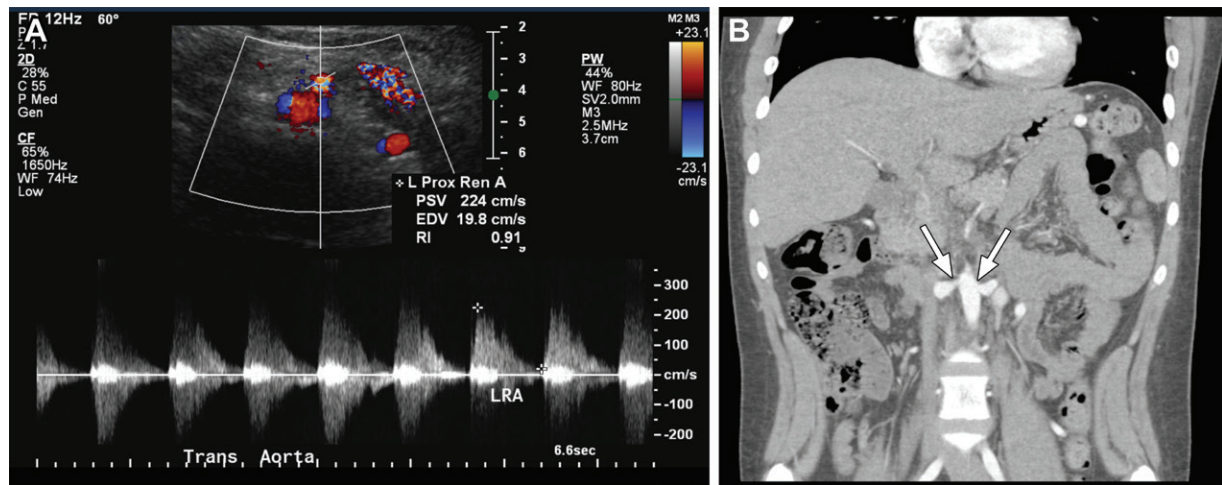 A
FR 12Hz 60°
Z 1.7
2D
28%
C 55
P Med
Gen
CF
65%
1650Hz
WF 74Hz
Low
2
3
4
5
6
PW
44%
WF 80Hz
SV2.0mm
M3
2.5MHz
3.7cm
M2 M3
+23.1
-23.1
cm/s
L Prox Ren A
PSV 224 cm/s
EDV 19.8 cm/s
RI 0.91
300
200
100
cm/s
-100
-200
LRA
6.6sec
Trans Aorta
B